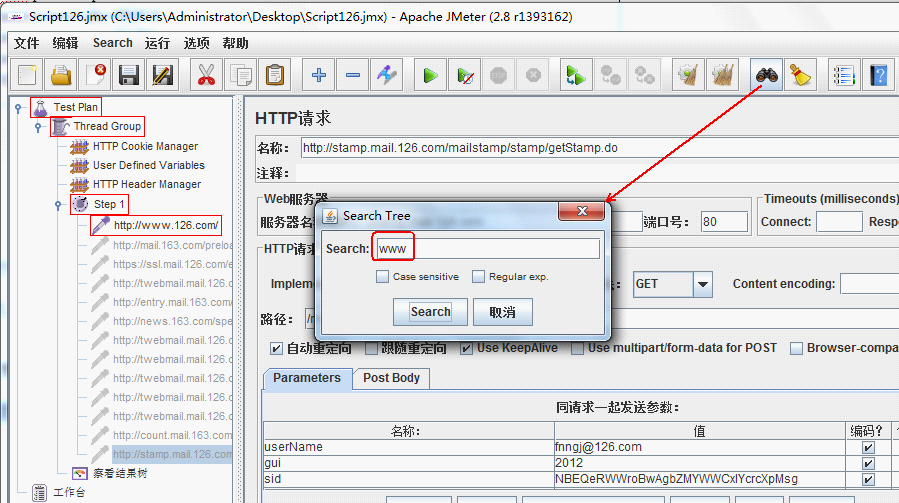 Script126.jmx (C:\Users\Administrator\Desktop\Script126.jmx) - Apache JMeter (2.8 r1393162)
文件 编辑 Search 运行 选项 帮助
Test Plan
Thread Group
HTTP Cookie Manager
User Defined Variables
HTTP Header Manager
Step 1
http://www.126.com/
http://mail.163.com/preloa
https://ssl.mail.126.com/e
http://twebmail.mail.126.
http://entry.mail.163.com/
http://news.163.com/spe
http://twebmail.mail.126.
http://twebmail.mail.126.
http://twebmail.mail.126.
http://twebmail.mail.126.
http://twebmail.mail.126.
http://count.mail.163.com
http://stamp.mail.126.com
察看结果树
工作台
HTTP请求
名称: http://stamp.mail.126.com/mailstamp/stamp/getStamp.do
注释:
Web服务器
Timeouts (milliseconds)
服务器名
端口号: 80
Connect:
Respo
HTTP请求
Implem
GET
Content encoding:
路径:
自动重定向 跟随重定向 Use KeepAlive Use multipart/form-data for POST Browser-compa
Parameters Post Body
同请求一起发送参数:
名称: 值 编码?
userName fnngj@126.com
gui 2012
sid NBEQeRWWroBwAgbZMYWWCxlYcrcXpMsg
Search Tree
Search: www
Case sensitive Regular exp.
Search 取消